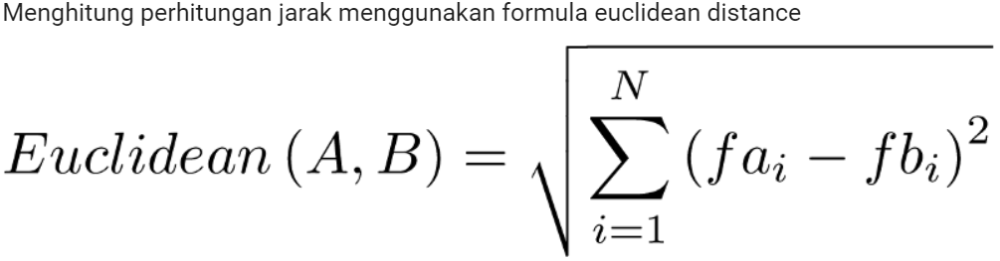 Menghitung perhitungan jarak menggunakan formula euclidean distance
Euclidean (A, B) = √∑_{i=1}^{N} (fa_i − fb_i)^2